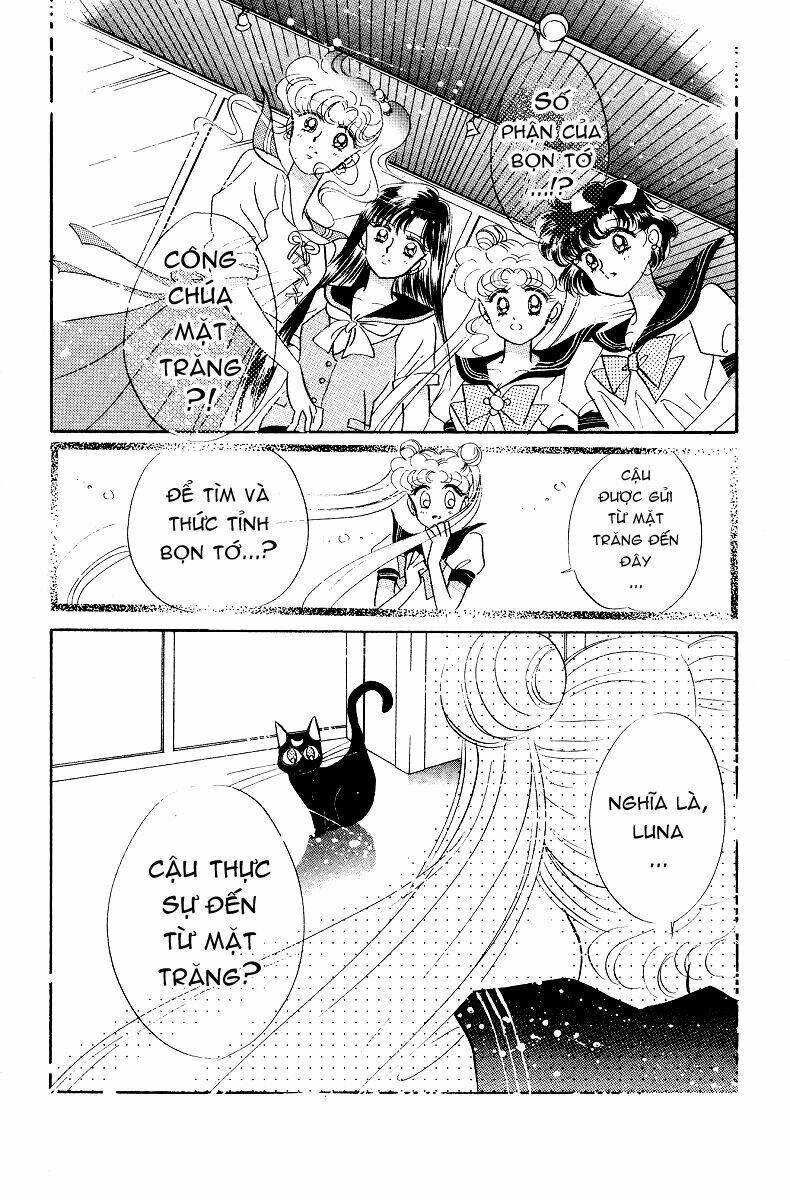 SỐ
PHẬN CỦA
BỌN TỚ
...!?
CÔNG
CHÚA
MẶT
TRĂNG
?!
CẬU
ĐƯỢC GỬI
TỪ MẶT
TRĂNG ĐẾN
ĐÂY
...
ĐỂ TÌM VÀ
THỨC TỈNH
BỌN TỚ...?
NGHĨA LÀ,
LUNA
...
CẬU THỰC
SỰ ĐẾN
TỪ MẶT
TRĂNG?